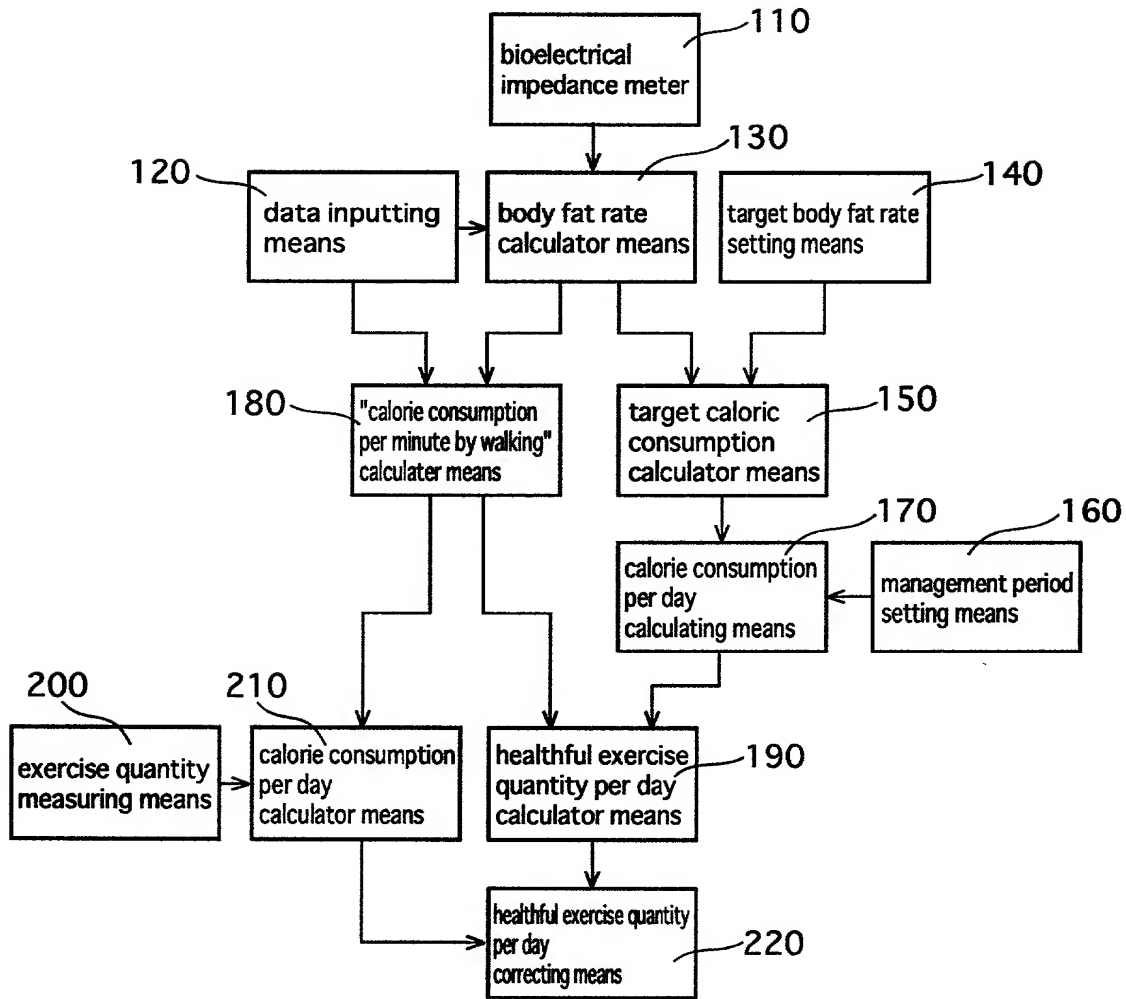 110
bioelectrical
impedance meter
120
130
140
data inputting
means
body fat rate
calculator means
target body fat rate
setting means
180
"calorie consumption
per minute by walking"
calculater means
150
target caloric
consumption
calculator means
170
160
calorie consumption
per day
calculating means
management period
setting means
200
210
exercise quantity
measuring means
calorie consumption
per day
calculator means
healthful exercise
quantity per day
calculator means
190
healthful exercise quantity
per day
correcting means
220